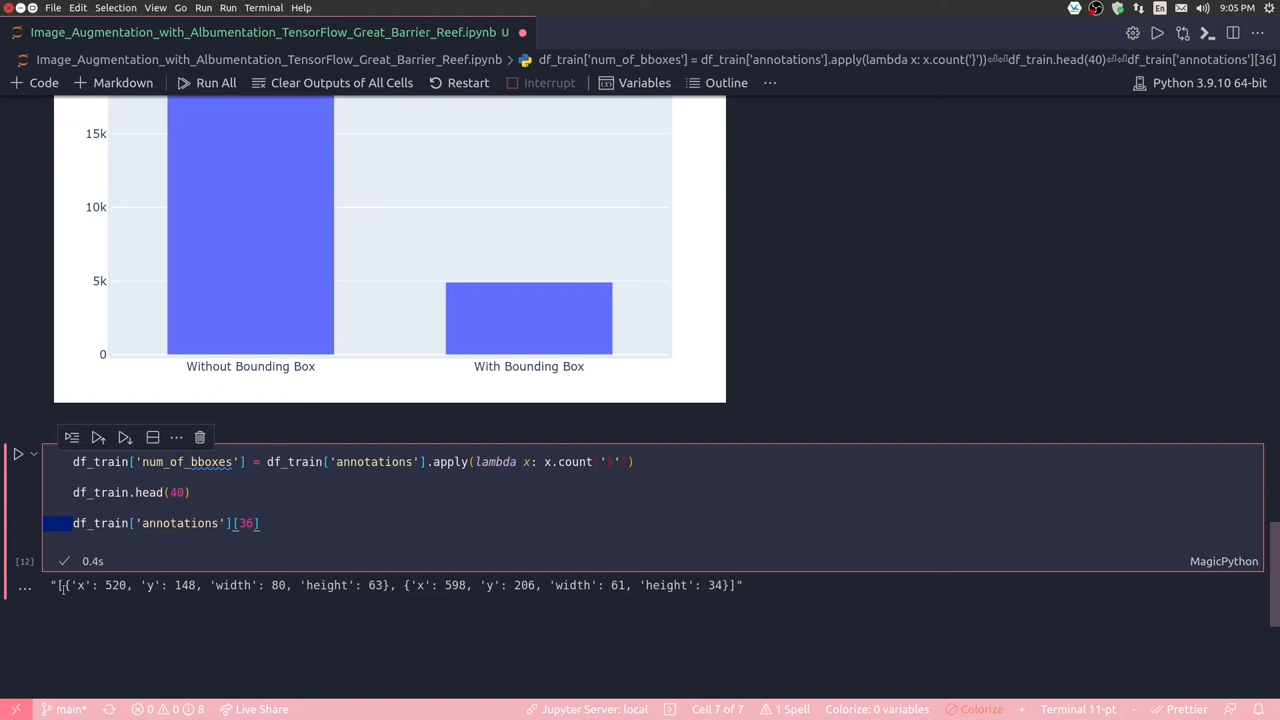 File Edit Selection View Go Run Run Terminal Help En 9:05 PM
Image_Augmentation_with_Albumentation_TensorFlow_Great_Barrier_Reef.ipynb U
Image_Augmentation_with_Albumentation_TensorFlow_Great_Barrier_Reef.ipynb > df_train['num_of_bboxes'] = df_train['annotations'].apply(lambda x: x.count('}'))⏎⏎df_train.head(40)⏎⏎df_train['annotations'][36]
+ Code + Markdown Run All Clear Outputs of All Cells Restart Interrupt Variables Outline ··· Python 3.9.10 64-bit
15k
10k
5k
0
Without Bounding Box With Bounding Box
df_train['num_of_bboxes'] = df_train['annotations'].apply(lambda x: x.count('}'))
df_train.head(40)
df_train['annotations'][36]
[12] 0.4s MagicPython
"[{'x': 520, 'y': 148, 'width': 80, 'height': 63}, {'x': 598, 'y': 206, 'width': 61, 'height': 34}]"
main* 0 0 8 Live Share Jupyter Server: local Cell 7 of 7 1 Spell Colorize: 0 variables Colorize + Terminal 11-pt - Prettier